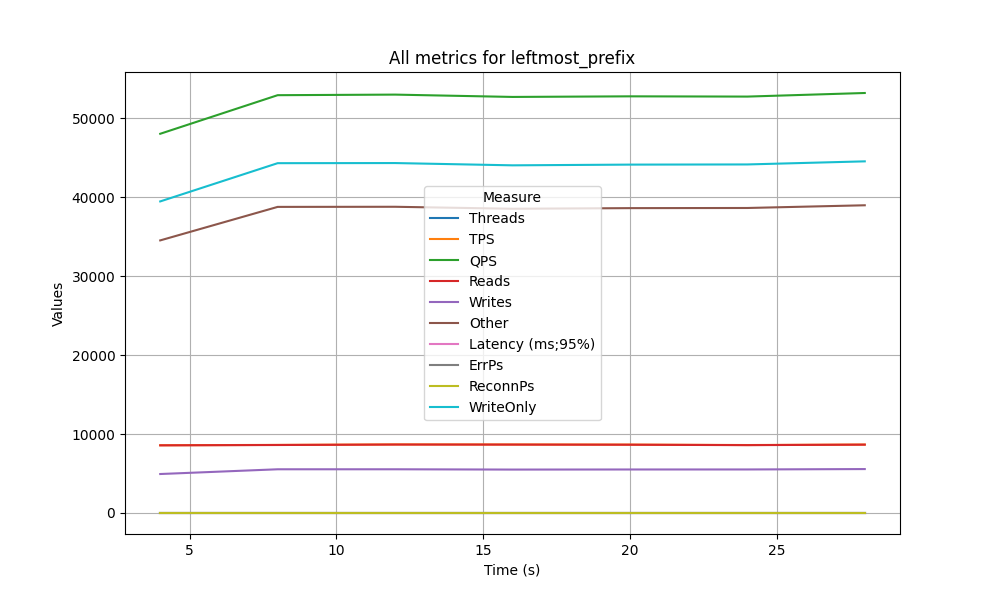 All metrics for leftmost_prefix
Values
50000
40000
30000
20000
10000
0
Measure
Threads
TPS
QPS
Reads
Writes
Other
Latency (ms;95%)
ErrPs
ReconnPs
WriteOnly
5
10
15
20
25
Time (s)